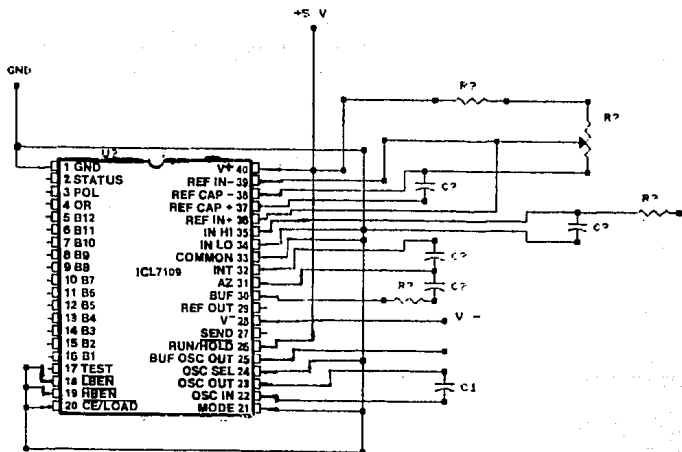 +5 V
GND
R?
R?
U?
1 GND
2 STATUS
3 POL
4 OR
5 B12
6 B11
7 B10
8 B9
9 B8
10 B7
11 B6
12 B5
13 B4
14 B3
15 B2
16 B1
17 TEST
18 LBEN
19 HBEN
20 CE/LOAD
ICL7109
V+ 40
REF IN- 39
REF CAP - 38
REF CAP + 37
REF IN+ 36
IN HI 35
IN LO 34
COMMON 33
INT 32
AZ 31
BUF 30
REF OUT 29
V- 28
SEND 27
RUN/HOLD 26
BUF OSC OUT 25
OSC SEL 24
OSC OUT 23
OSC IN 22
MODE 21
C?
R?
C?
C?
C?
R?
V -
C1